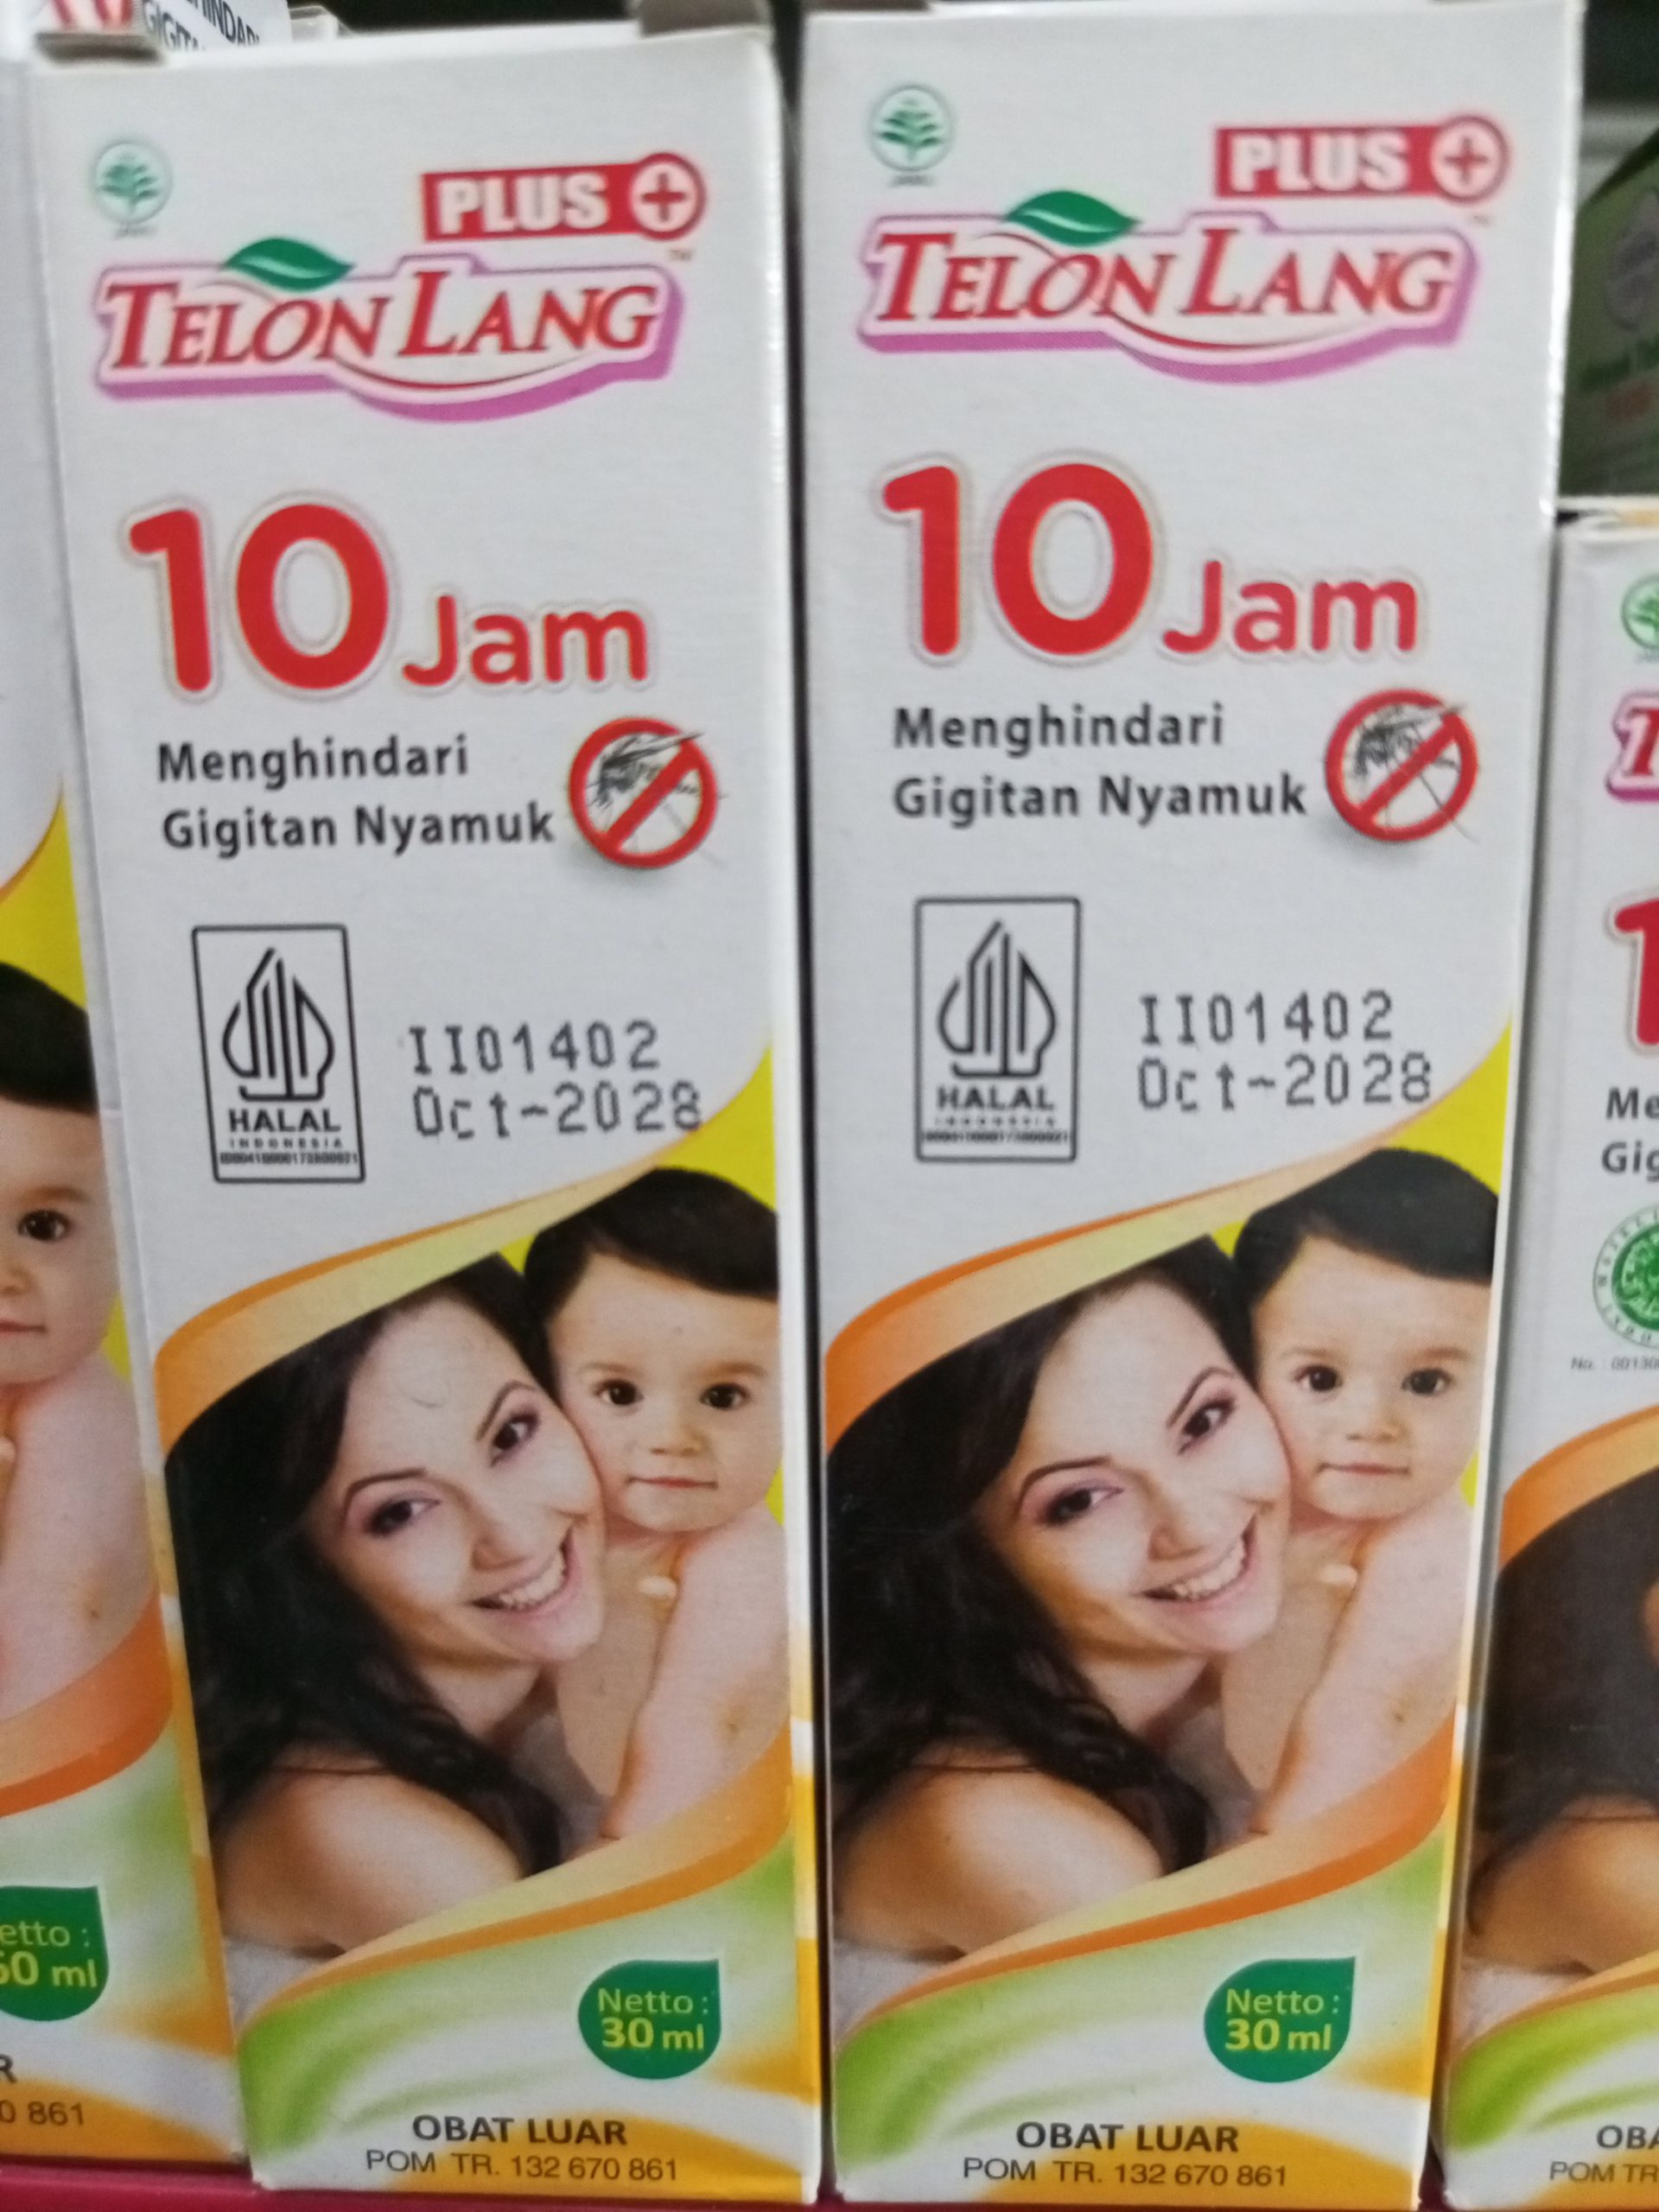 PLUS
TELON LANG
10 Jam
Menghindari
Gigitan Nyamuk
HALAL
INDONESIA
II01402
Oct-2028
Netto :
30 ml
OBAT LUAR
POM TR. 132 670 861
PLUS
TELON LANG
10 Jam
Menghindari
Gigitan Nyamuk
HALAL
INDONESIA
II01402
Oct-2028
Netto :
30 ml
OBAT LUAR
POM TR. 132 670 861